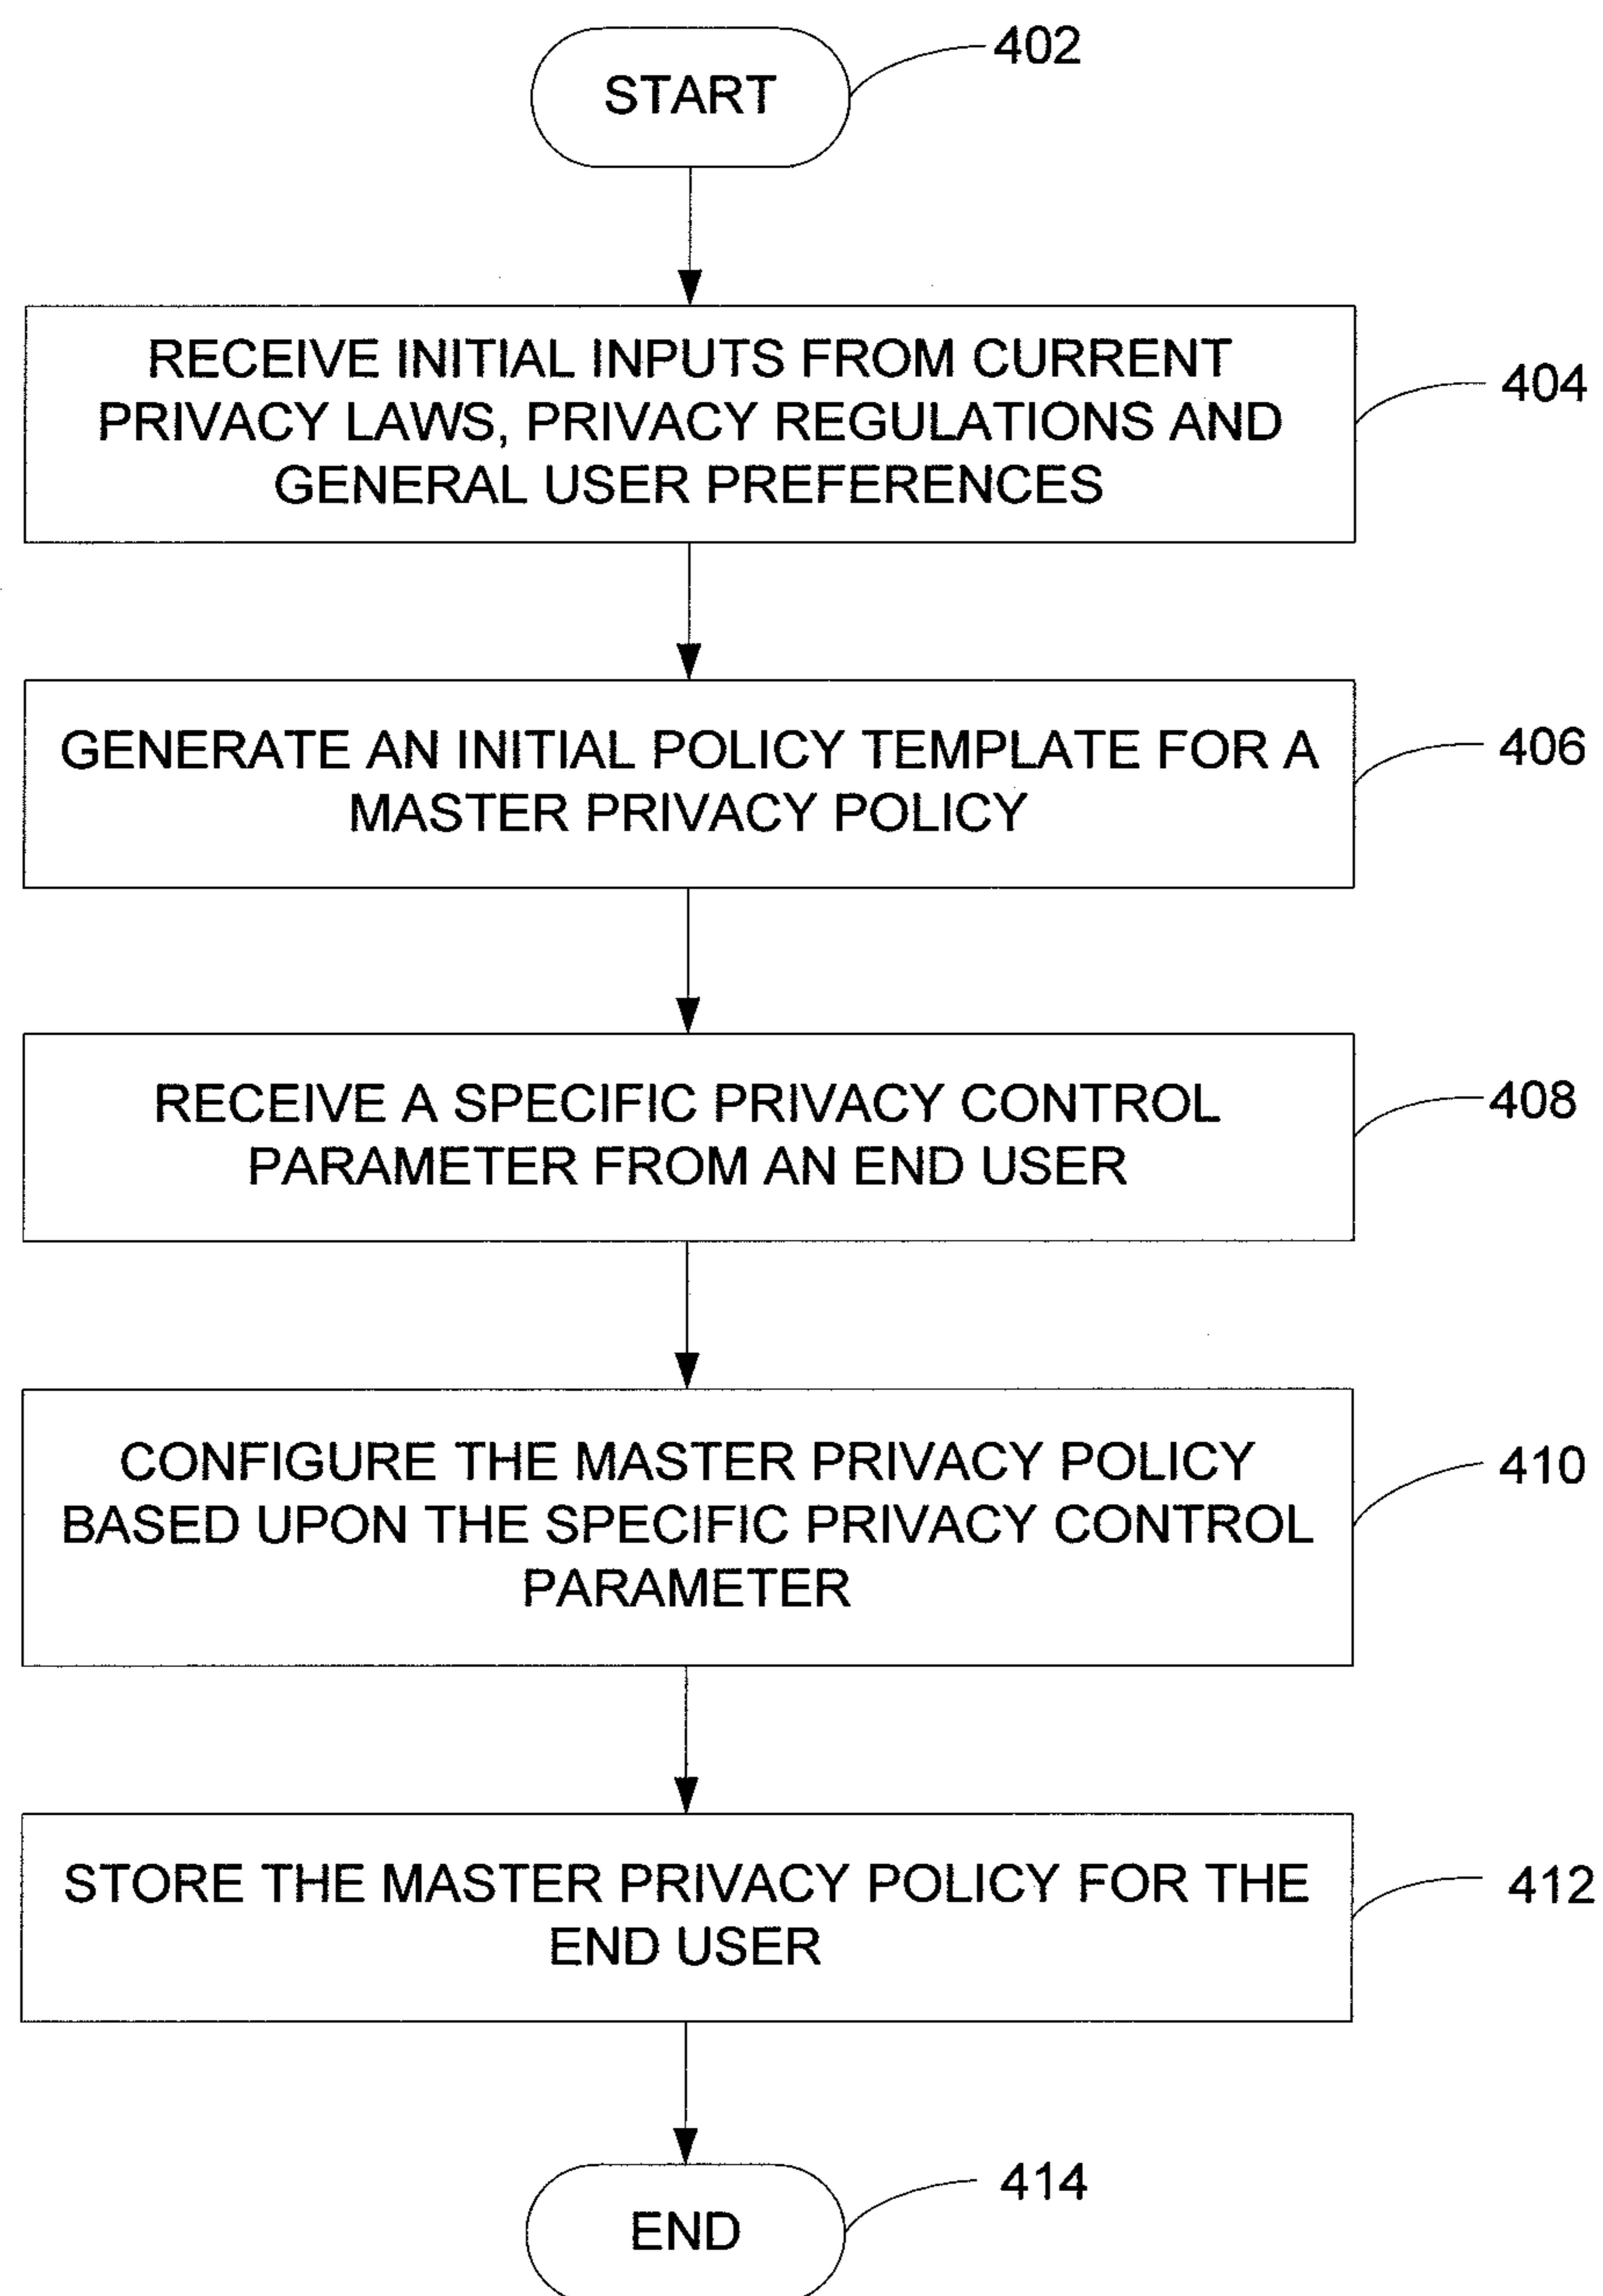 START
402
RECEIVE INITIAL INPUTS FROM CURRENT
PRIVACY LAWS, PRIVACY REGULATIONS AND
GENERAL USER PREFERENCES
404
GENERATE AN INITIAL POLICY TEMPLATE FOR A
MASTER PRIVACY POLICY
406
RECEIVE A SPECIFIC PRIVACY CONTROL
PARAMETER FROM AN END USER
408
CONFIGURE THE MASTER PRIVACY POLICY
BASED UPON THE SPECIFIC PRIVACY CONTROL
PARAMETER
410
STORE THE MASTER PRIVACY POLICY FOR THE
END USER
412
END
414